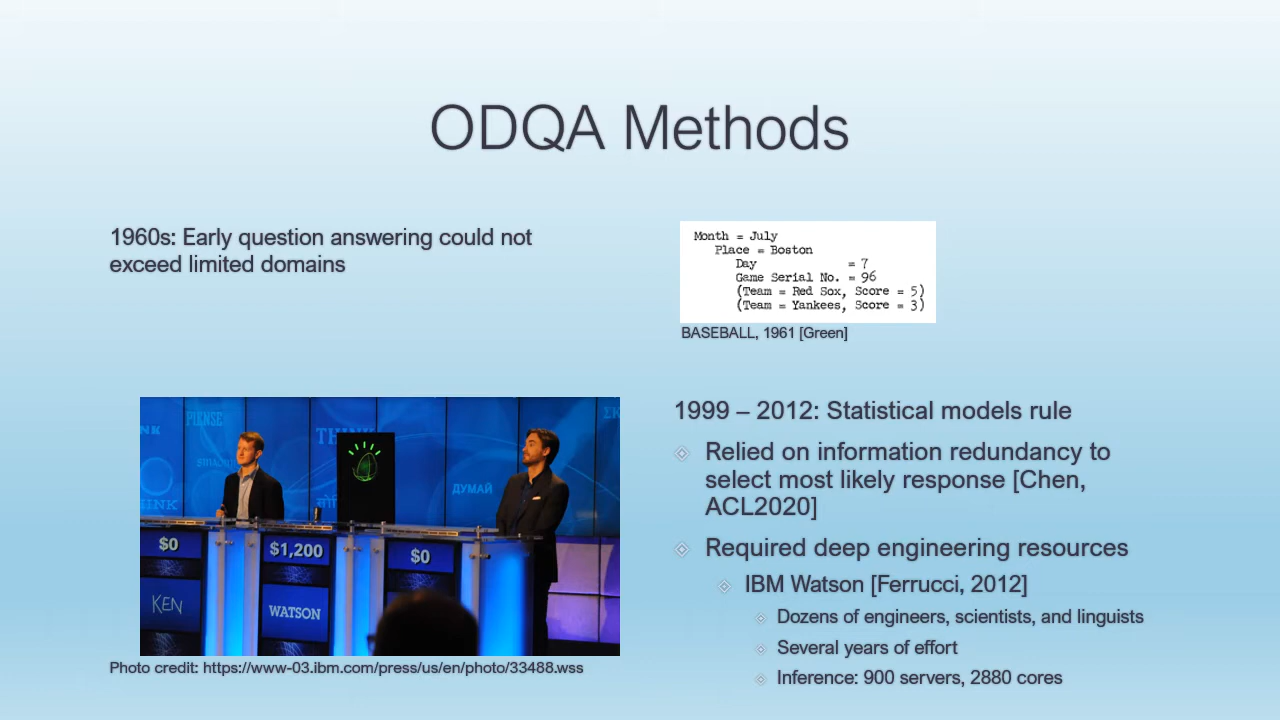 ODQA Methods
1960s: Early question answering could not
exceed limited domains
Month = July
Place = Boston
Day = 7
Game Serial No. = 96
(Team = Red Sox, Score = 5)
(Team = Yankees, Score = 3)
BASEBALL, 1961 [Green]
PIENSE
THINK
THINK
ДУМАЙ
$0
$1,200
$0
KEN
WATSON
Photo credit: https://www-03.ibm.com/press/us/en/photo/33488.wss
1999 – 2012: Statistical models rule
Relied on information redundancy to
select most likely response [Chen,
ACL2020]
Required deep engineering resources
IBM Watson [Ferrucci, 2012]
Dozens of engineers, scientists, and linguists
Several years of effort
Inference: 900 servers, 2880 cores